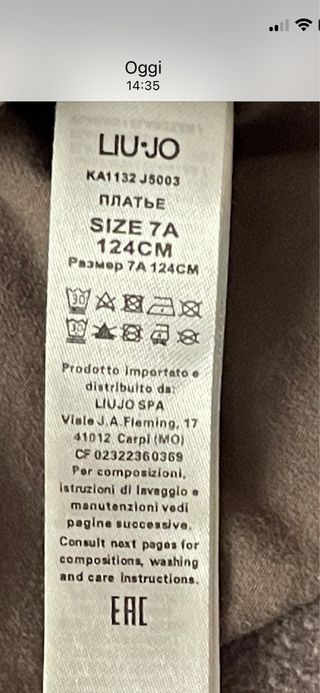 Oggi
14:35
LIU·JO
KA1132 J5003
ПЛАТЬЕ
SIZE 7A
124CM
Размер 7A 124CM
30
30
Prodotto importato e
distribuito da:
LIUJO SPA
Viale J.A.Fleming, 17
41012 Carpi (MO)
CF 02322360369
Per composizioni,
istruzioni di lavaggio e
manutenzioni vedi
pagine successive.
Consult next pages for
compositions, washing
and care instructions.
EAC